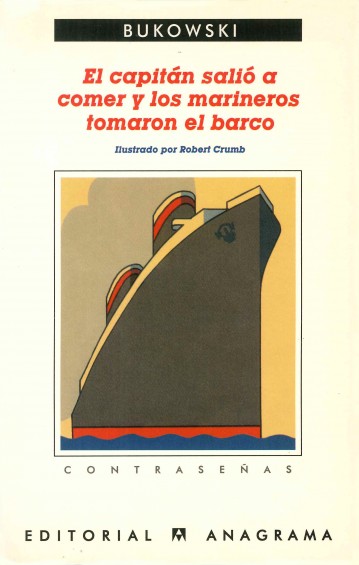 BUKOWSKI
El capitán salió a
comer y los marineros
tomaron el barco
Ilustrado por Robert Crumb
CONTRASEÑAS
EDITORIAL ANAGRAMA